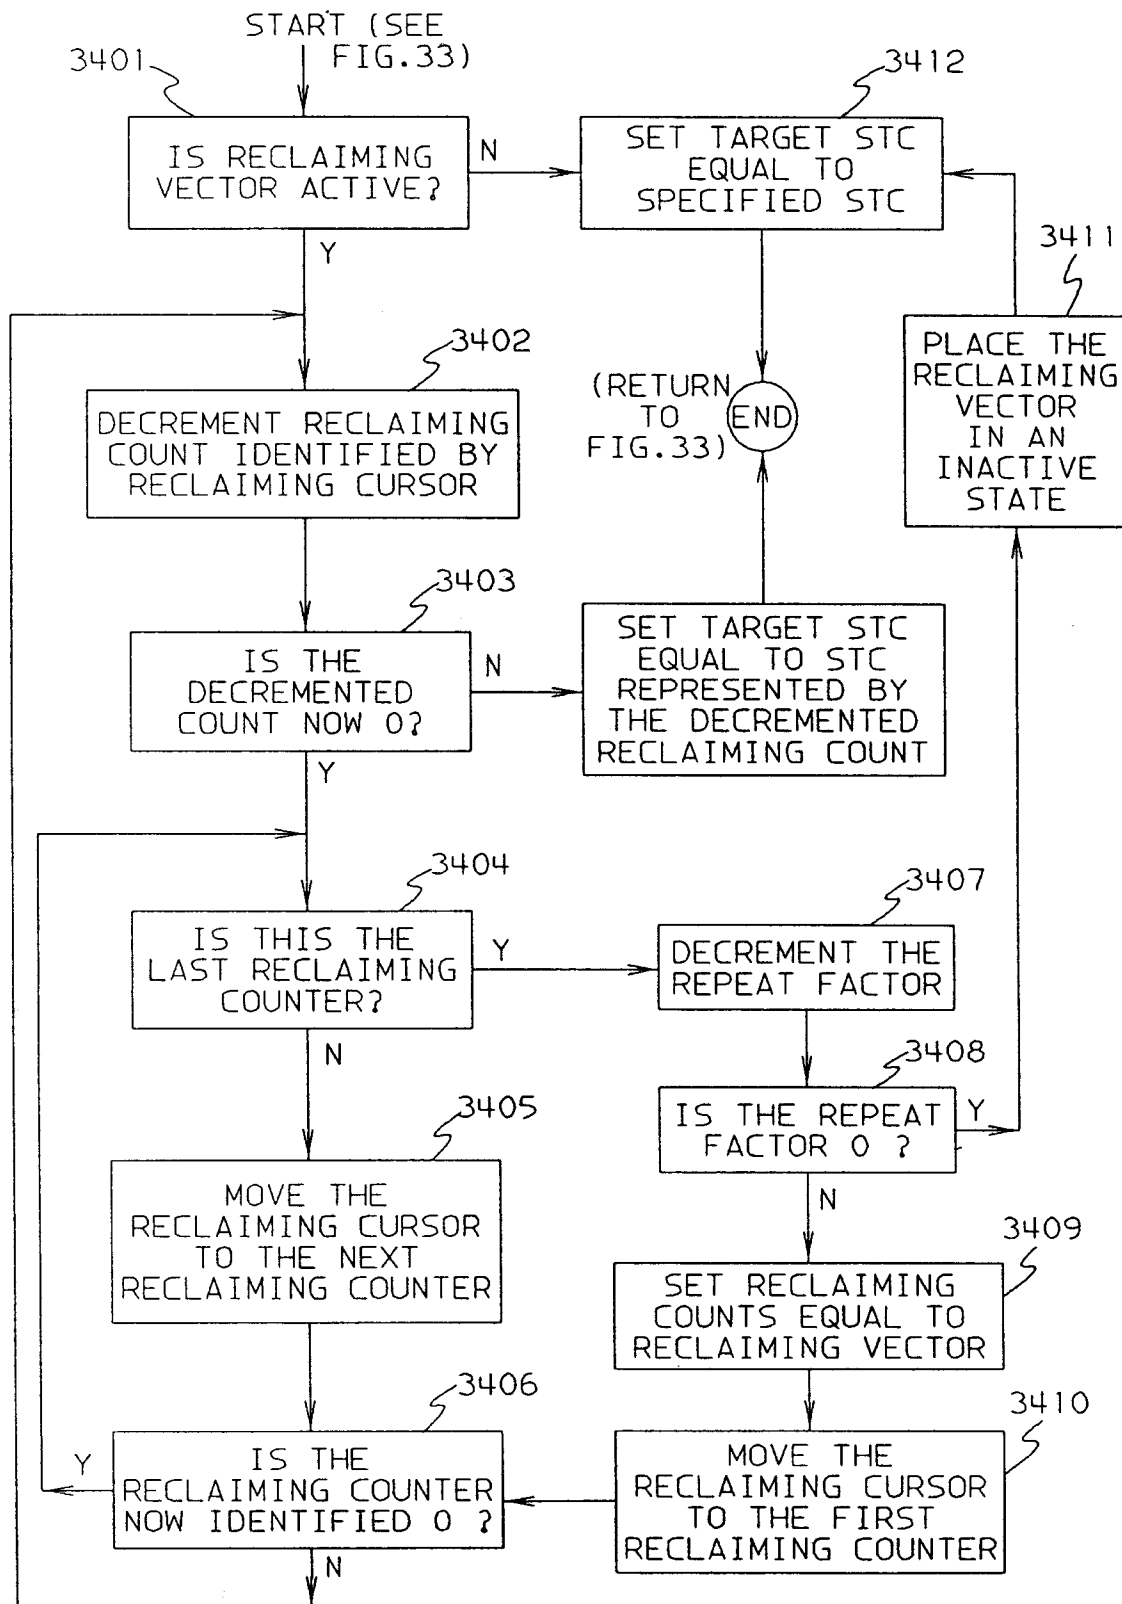 START (SEE
FIG.33)
3401
IS RECLAIMING
VECTOR ACTIVE?
N
Y
3412
SET TARGET STC
EQUAL TO
SPECIFIED STC
3411
PLACE THE
RECLAIMING
VECTOR
IN AN
INACTIVE
STATE
3402
DECREMENT RECLAIMING
COUNT IDENTIFIED BY
RECLAIMING CURSOR
(RETURN
TO
FIG.33)
END
3403
IS THE
DECREMENTED
COUNT NOW 0?
N
Y
SET TARGET STC
EQUAL TO STC
REPRESENTED BY
THE DECREMENTED
RECLAIMING COUNT
3404
IS THIS THE
LAST RECLAIMING
COUNTER?
Y
N
3407
DECREMENT THE
REPEAT FACTOR
3408
IS THE REPEAT
FACTOR 0 ?
Y
N
3405
MOVE THE
RECLAIMING CURSOR
TO THE NEXT
RECLAIMING COUNTER
3409
SET RECLAIMING
COUNTS EQUAL TO
RECLAIMING VECTOR
3406
IS THE
RECLAIMING COUNTER
NOW IDENTIFIED 0 ?
Y
N
3410
MOVE THE
RECLAIMING CURSOR
TO THE FIRST
RECLAIMING COUNTER